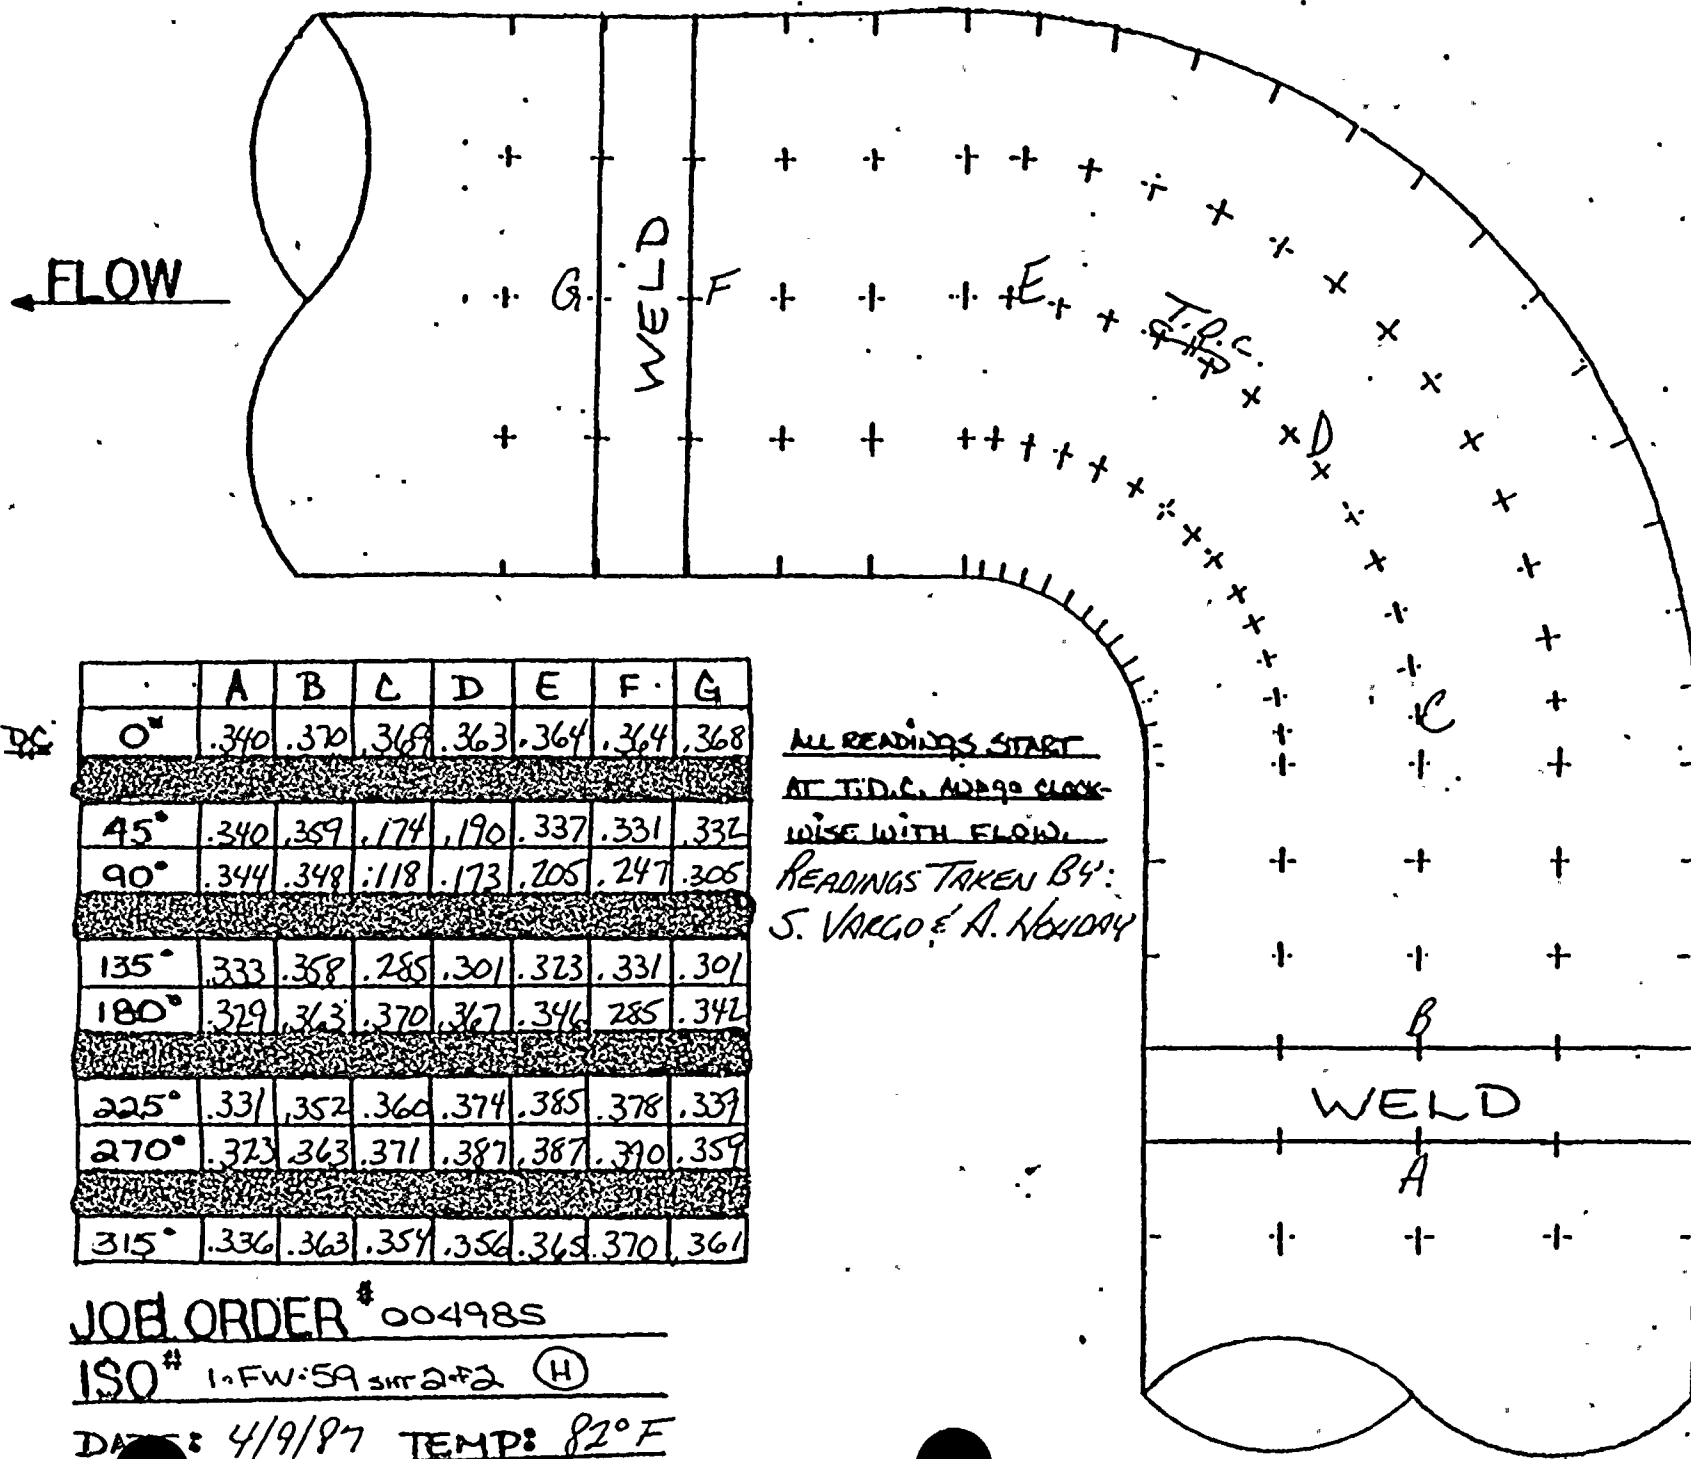 FLOW
G
WELD
F
E
T.D.C.
D
C
B
WELD
A
A B C D E F G
0° .340 .370 .369 .363 .364 .364 .368
45° .340 .359 .174 .190 .337 .331 .332
90° .344 .348 .118 .173 .205 .247 .305
135° .333 .358 .285 .301 .323 .331 .301
180° .329 .363 .370 .367 .346 285 .342
225° .331 .352 .360 .374 .385 .378 .339
270° .323 .363 .371 .387 .387 .390 .359
315° .336 .363 .354 .356 .365 .370 .361
ALL READINGS START
AT T.D.C. AND GO CLOCK-
WISE WITH FLOW.
READINGS TAKEN BY:
S. VARGO & A.
JOB ORDER # 004985
ISO# 1-FW-59 SHT 2 of 2 (H)
DATE: 4/9/87 TEMP: 82° F